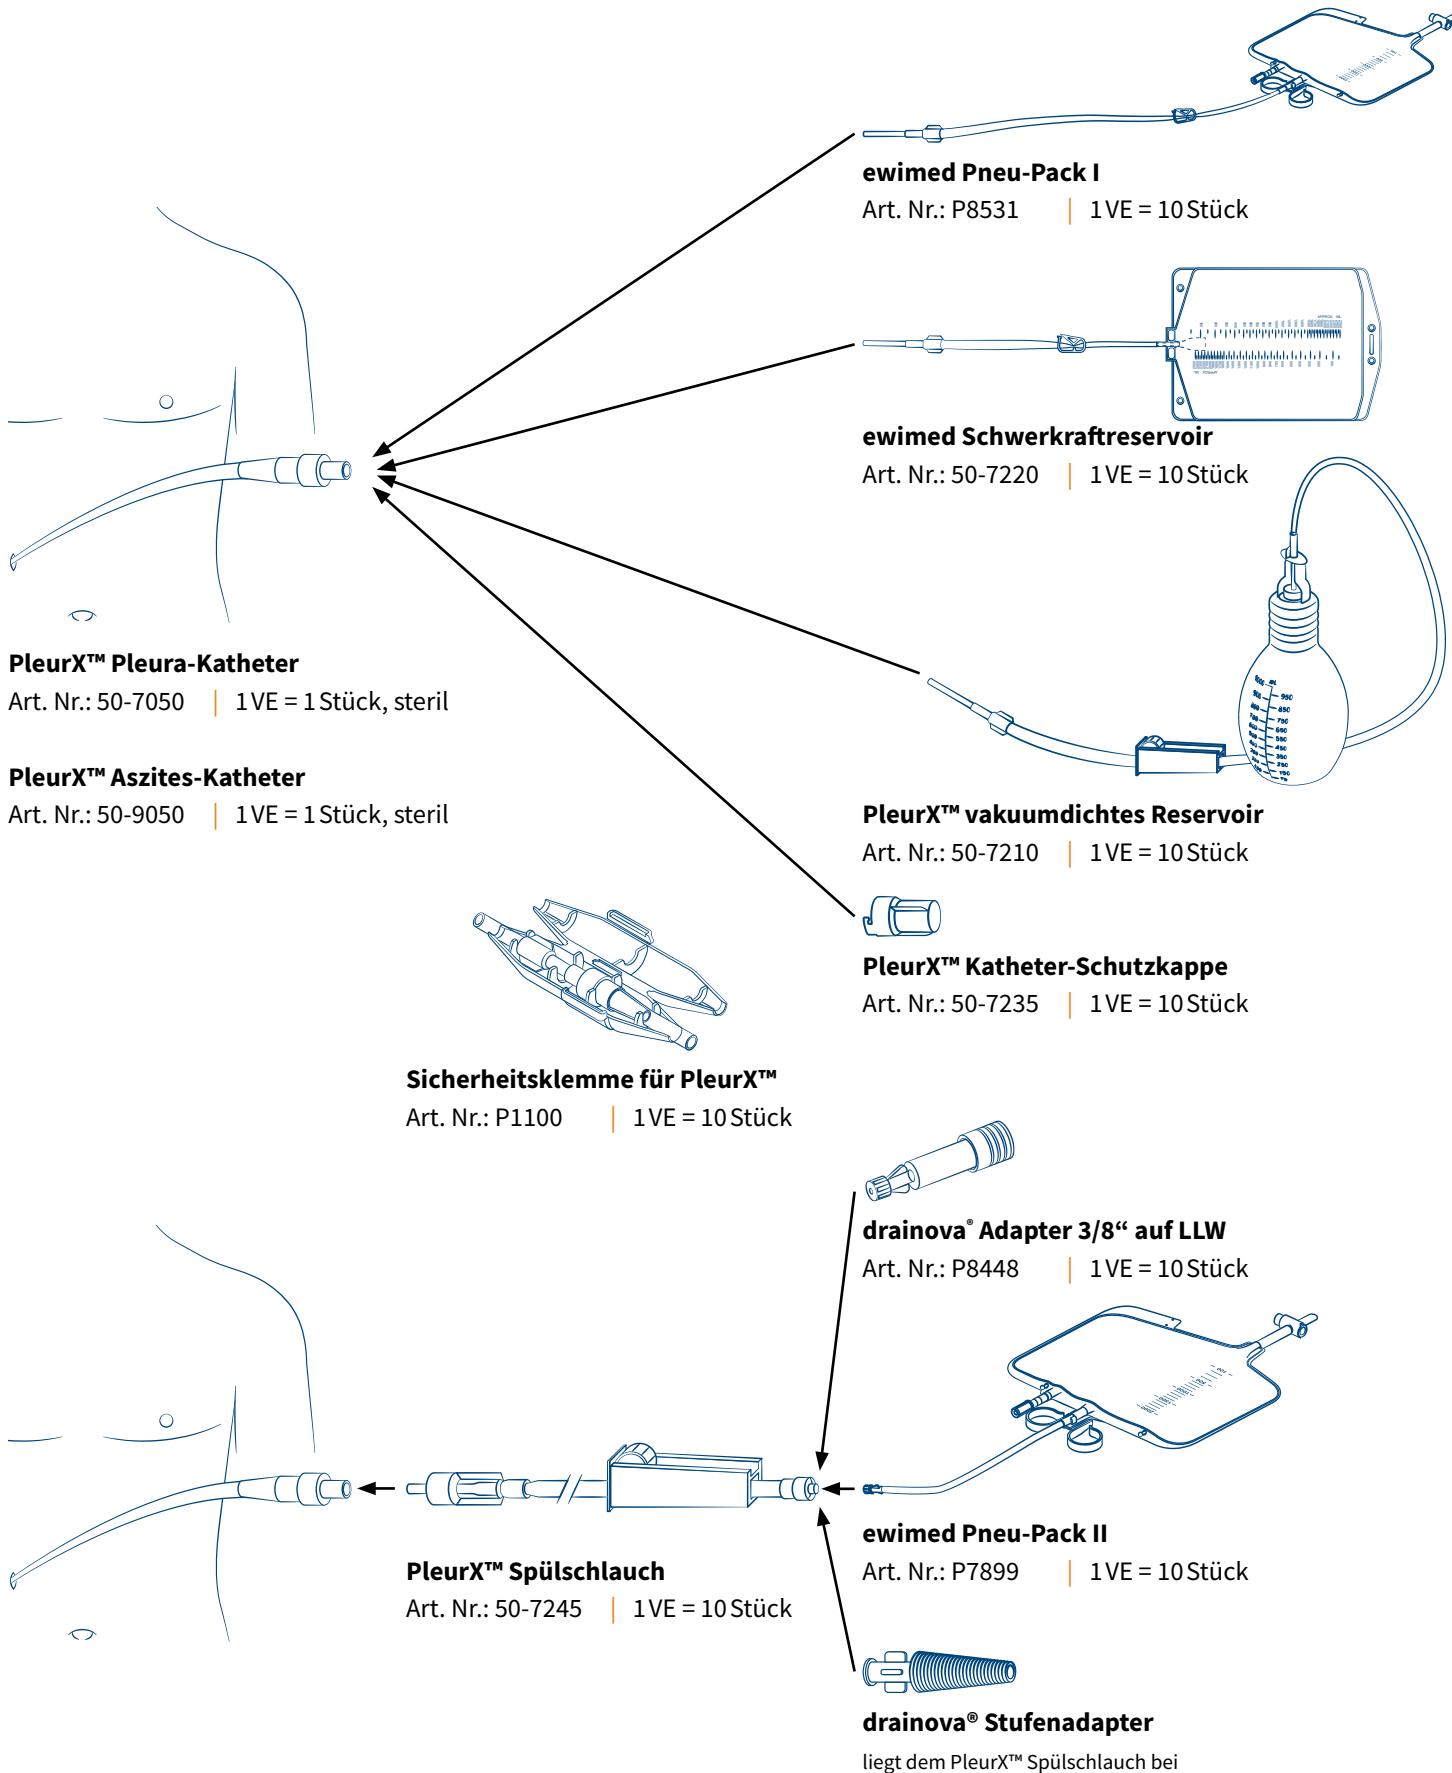 ewimed Pneu-Pack I
Art. Nr.: P8531 | 1 VE = 10 Stück
ewimed Schwerkraftreservoir
Art. Nr.: 50-7220 | 1 VE = 10 Stück
PleurX™ Pleura-Katheter
Art. Nr.: 50-7050 | 1 VE = 1 Stück, steril
PleurX™ Aszites-Katheter
Art. Nr.: 50-9050 | 1 VE = 1 Stück, steril
PleurX™ vakuumdichtes Reservoir
Art. Nr.: 50-7210 | 1 VE = 10 Stück
PleurX™ Katheter-Schutzkappe
Art. Nr.: 50-7235 | 1 VE = 10 Stück
Sicherheitsklemme für PleurX™
Art. Nr.: P1100 | 1 VE = 10 Stück
drainova® Adapter 3/8“ auf LLW
Art. Nr.: P8448 | 1 VE = 10 Stück
ewimed Pneu-Pack II
Art. Nr.: P7899 | 1 VE = 10 Stück
PleurX™ Spülschlauch
Art. Nr.: 50-7245 | 1 VE = 10 Stück
drainova® Stufenadapter
liegt dem PleurX™ Spülschlauch bei